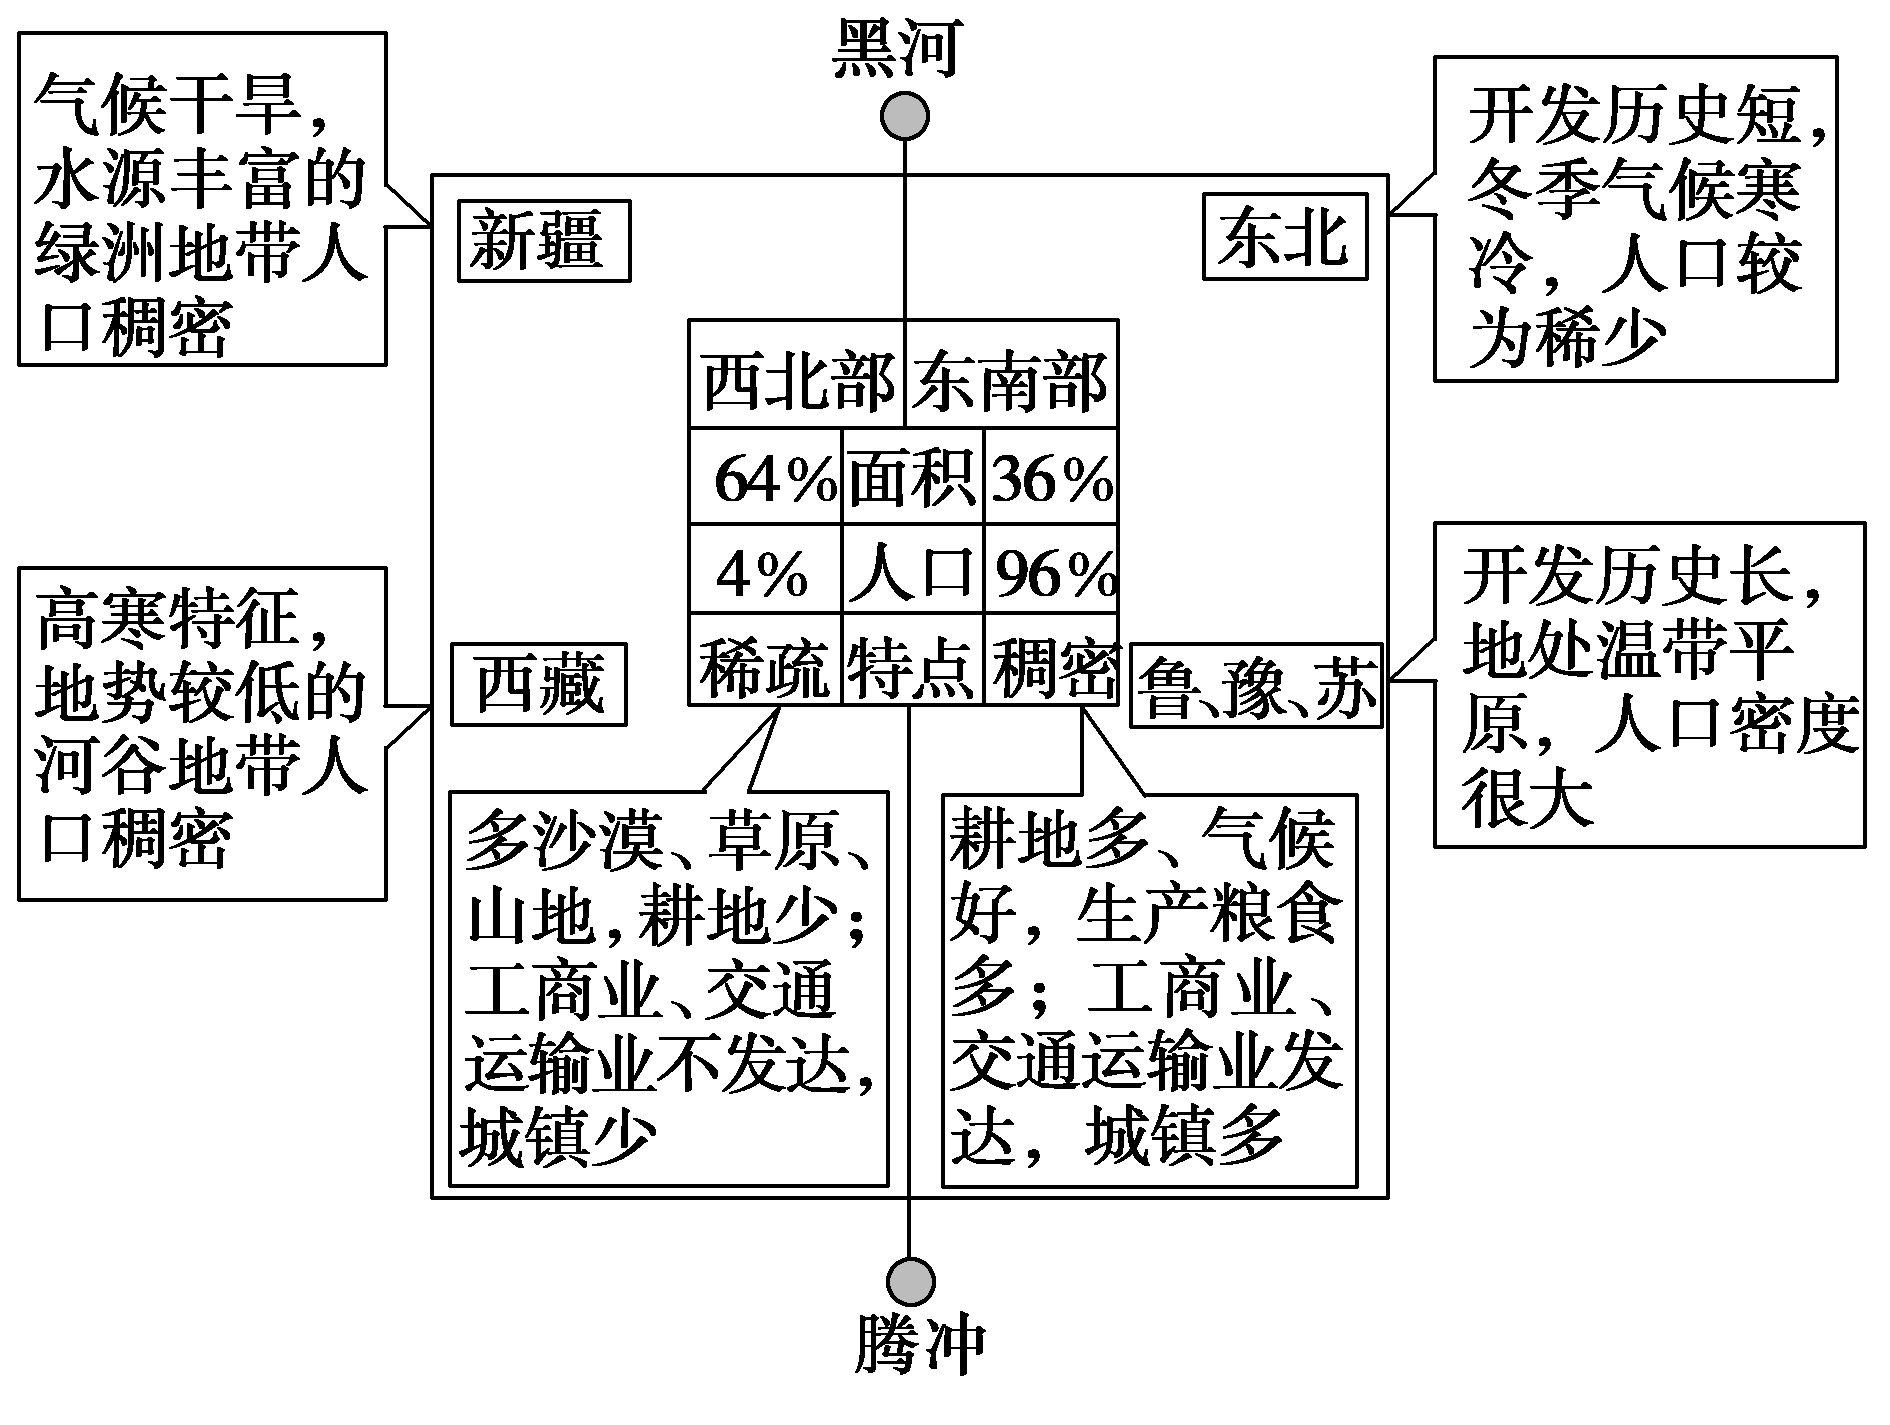 黑河
气候干旱，
水源丰富的
绿洲地带人
口稠密
新疆
东北
开发历史短，
冬季气候寒
冷，人口较
为稀少
西北部 东南部
64% 面积 36%
4% 人口 96%
稀疏 特点 稠密
高寒特征，
地势较低的
河谷地带人
口稠密
西藏
鲁、豫、苏
开发历史长，
地处温带平
原，人口密度
很大
多沙漠、草原、
山地，耕地少；
工商业、交通
运输业不发达，
城镇少
耕地多、气候
好，生产粮食
多；工商业、
交通运输业发
达，城镇多
腾冲